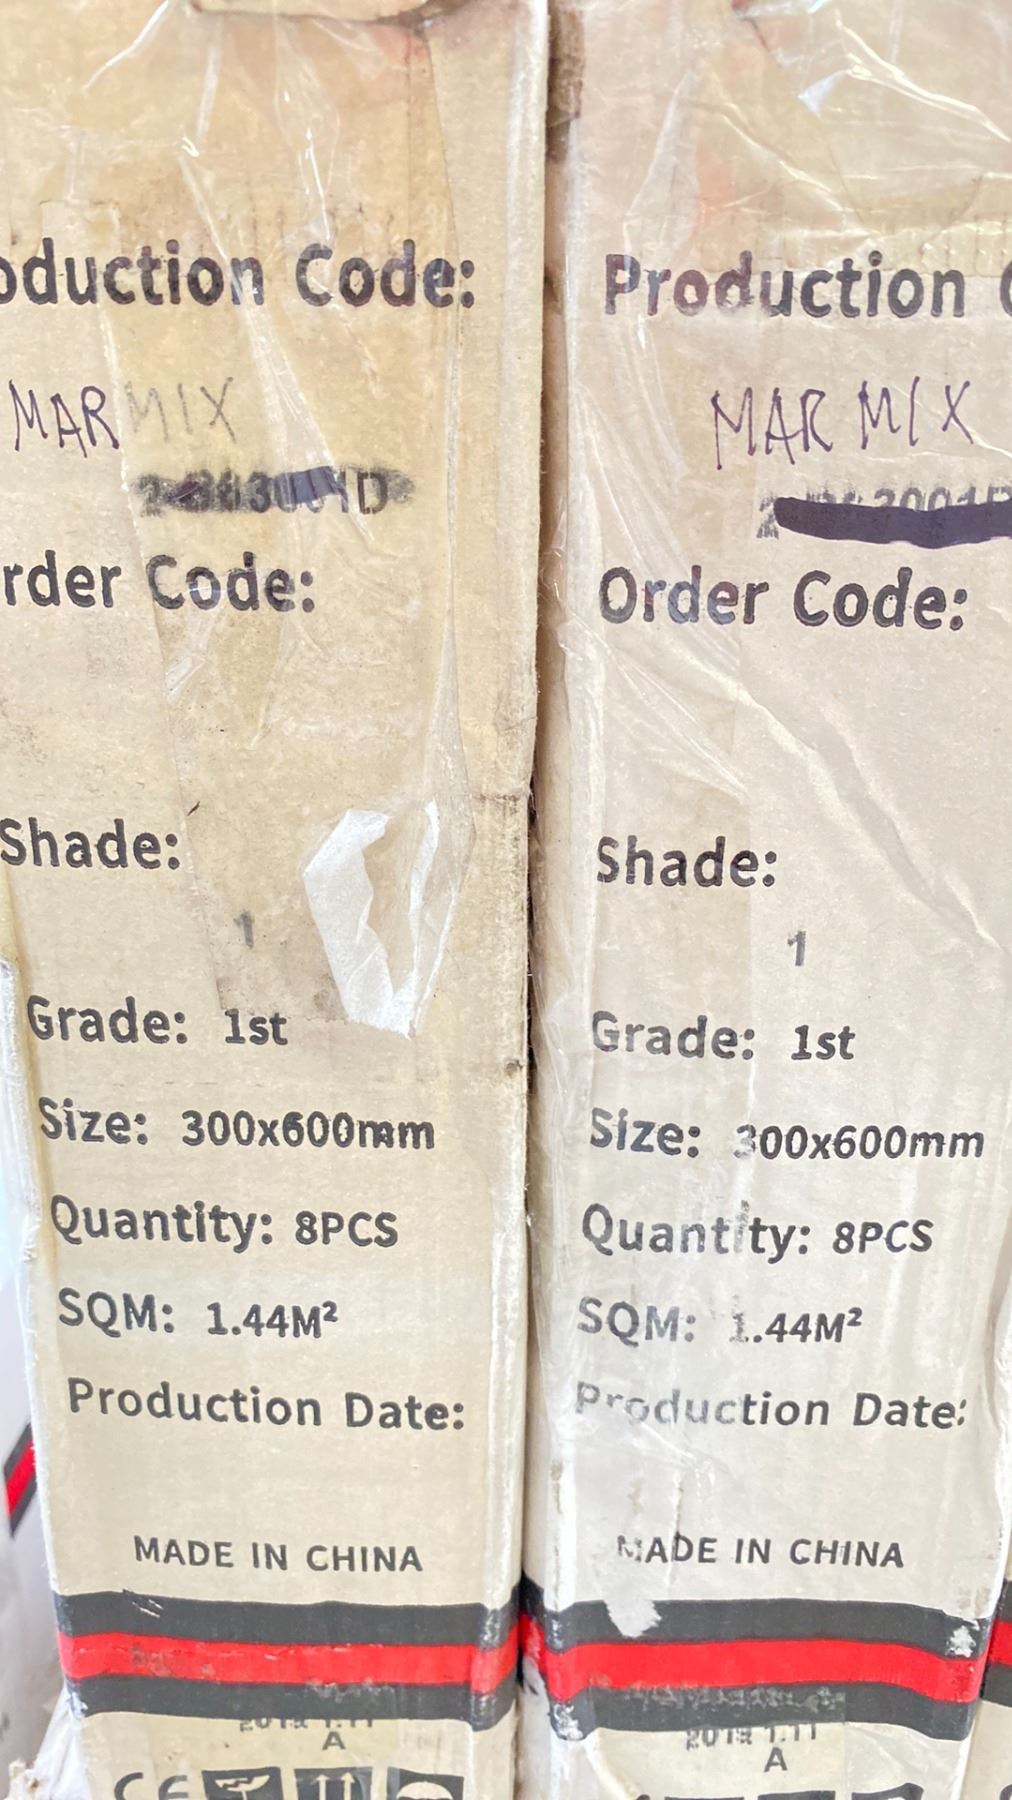 oduction Code:
MARMIX
rder Code:
Shade:
1
Grade: 1st
Size: 300x600mm
Quantity: 8PCS
SQM: 1.44M²
Production Date:
MADE IN CHINA
A
CE
Production C
MAR MIX
Order Code:
Shade:
1
Grade: 1st
Size: 300x600mm
Quantity: 8PCS
SQM: 1.44M²
Production Date:
MADE IN CHINA
A